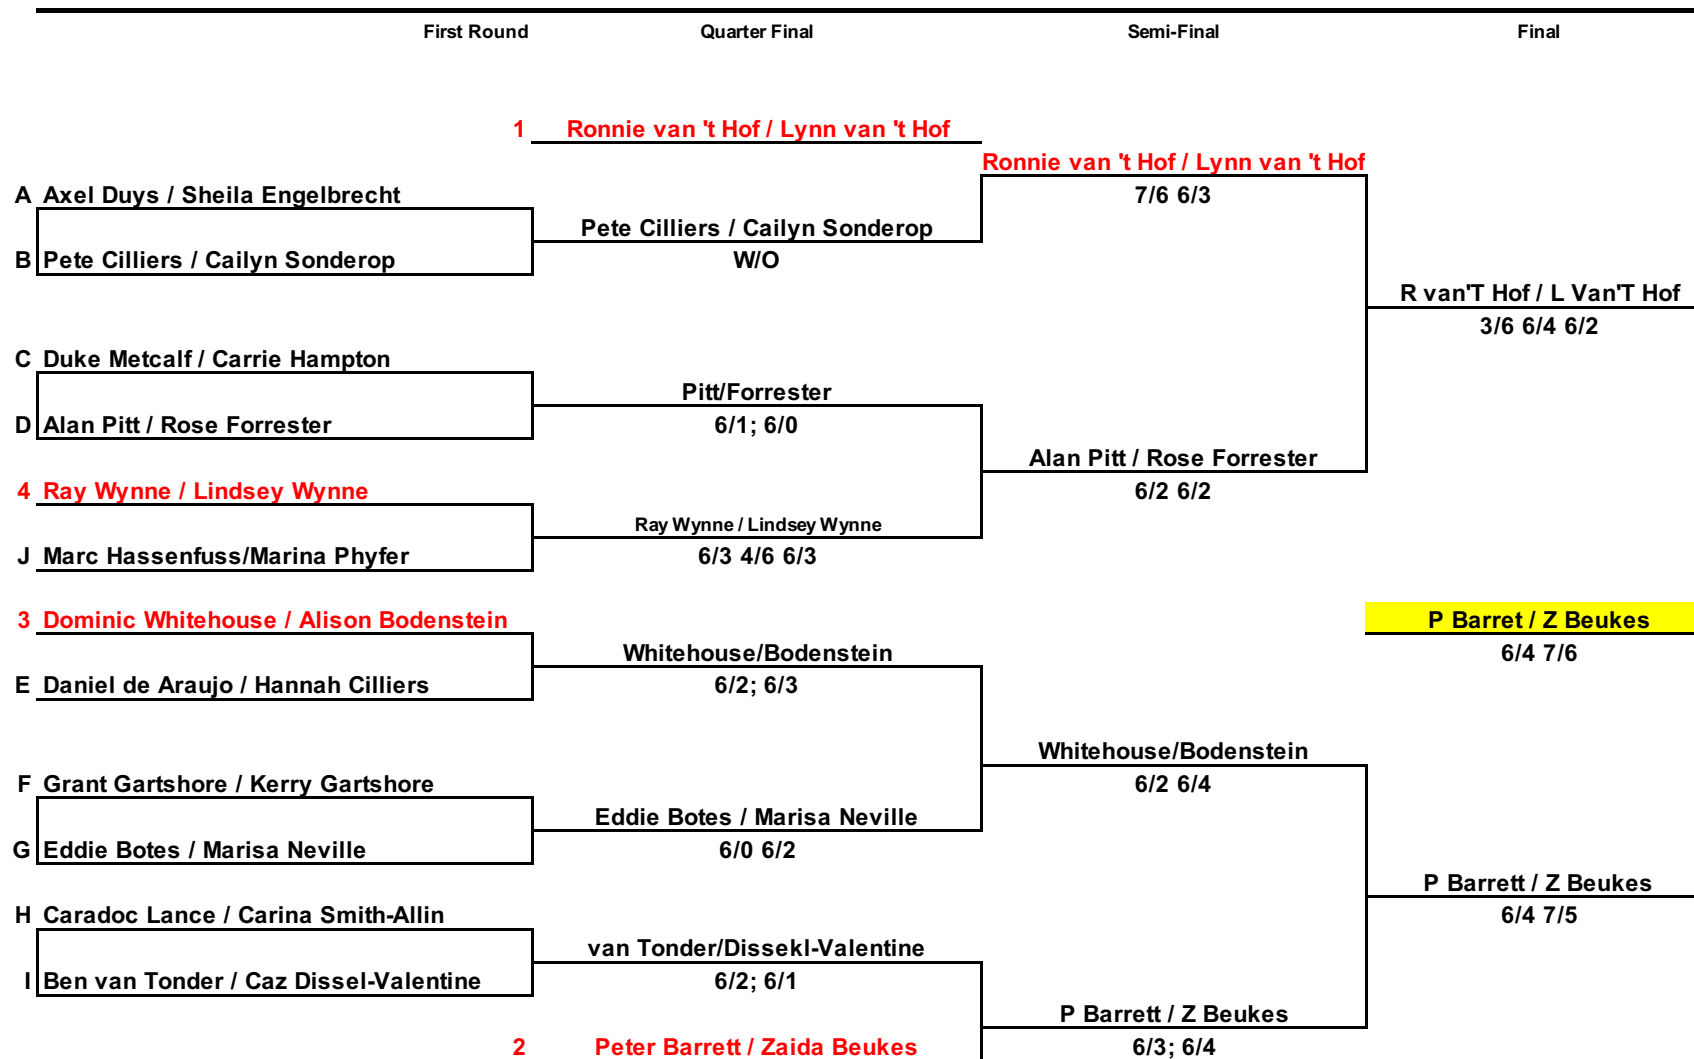 First Round Quarter Final Semi-Final Final
1 Ronnie van 't Hof / Lynn van 't Hof
Ronnie van 't Hof / Lynn van 't Hof
A Axel Duys / Sheila Engelbrecht 7/6 6/3
Pete Cilliers / Cailyn Sonderop
B Pete Cilliers / Cailyn Sonderop W/O
R van'T Hof / L Van'T Hof
3/6 6/4 6/2
C Duke Metcalf / Carrie Hampton
Pitt/Forrester
D Alan Pitt / Rose Forrester 6/1; 6/0
Alan Pitt / Rose Forrester
4 Ray Wynne / Lindsey Wynne 6/2 6/2
Ray Wynne / Lindsey Wynne
J Marc Hassenfuss/Marina Phyfer 6/3 4/6 6/3
3 Dominic Whitehouse / Alison Bodenstein P Barret / Z Beukes
Whitehouse/Bodenstein 6/4 7/6
E Daniel de Araujo / Hannah Cilliers 6/2; 6/3
Whitehouse/Bodenstein
F Grant Gartshore / Kerry Gartshore 6/2 6/4
Eddie Botes / Marisa Neville
G Eddie Botes / Marisa Neville 6/0 6/2
P Barrett / Z Beukes
H Caradoc Lance / Carina Smith-Allin 6/4 7/5
van Tonder/Dissekl-Valentine
I Ben van Tonder / Caz Dissel-Valentine 6/2; 6/1
P Barrett / Z Beukes
2 Peter Barrett / Zaida Beukes 6/3; 6/4